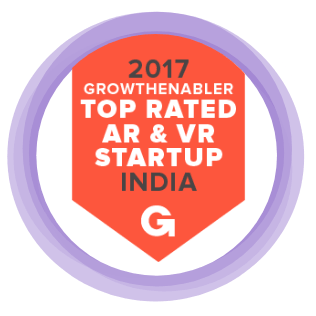 2017
GROWTHENABLER
TOP RATED
AR & VR
STARTUP
INDIA
G